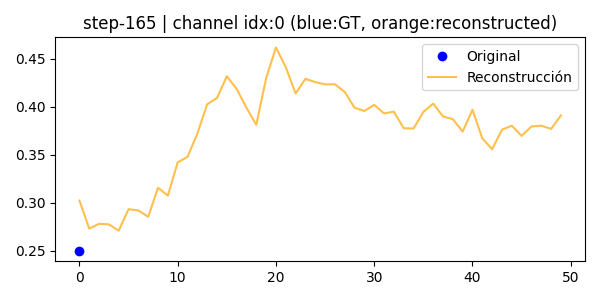 step-165 | channel idx:0 (blue:GT, orange:reconstructed)
Original
Reconstrucción
0.45
0.40
0.35
0.30
0.25
0 10 20 30 40 50